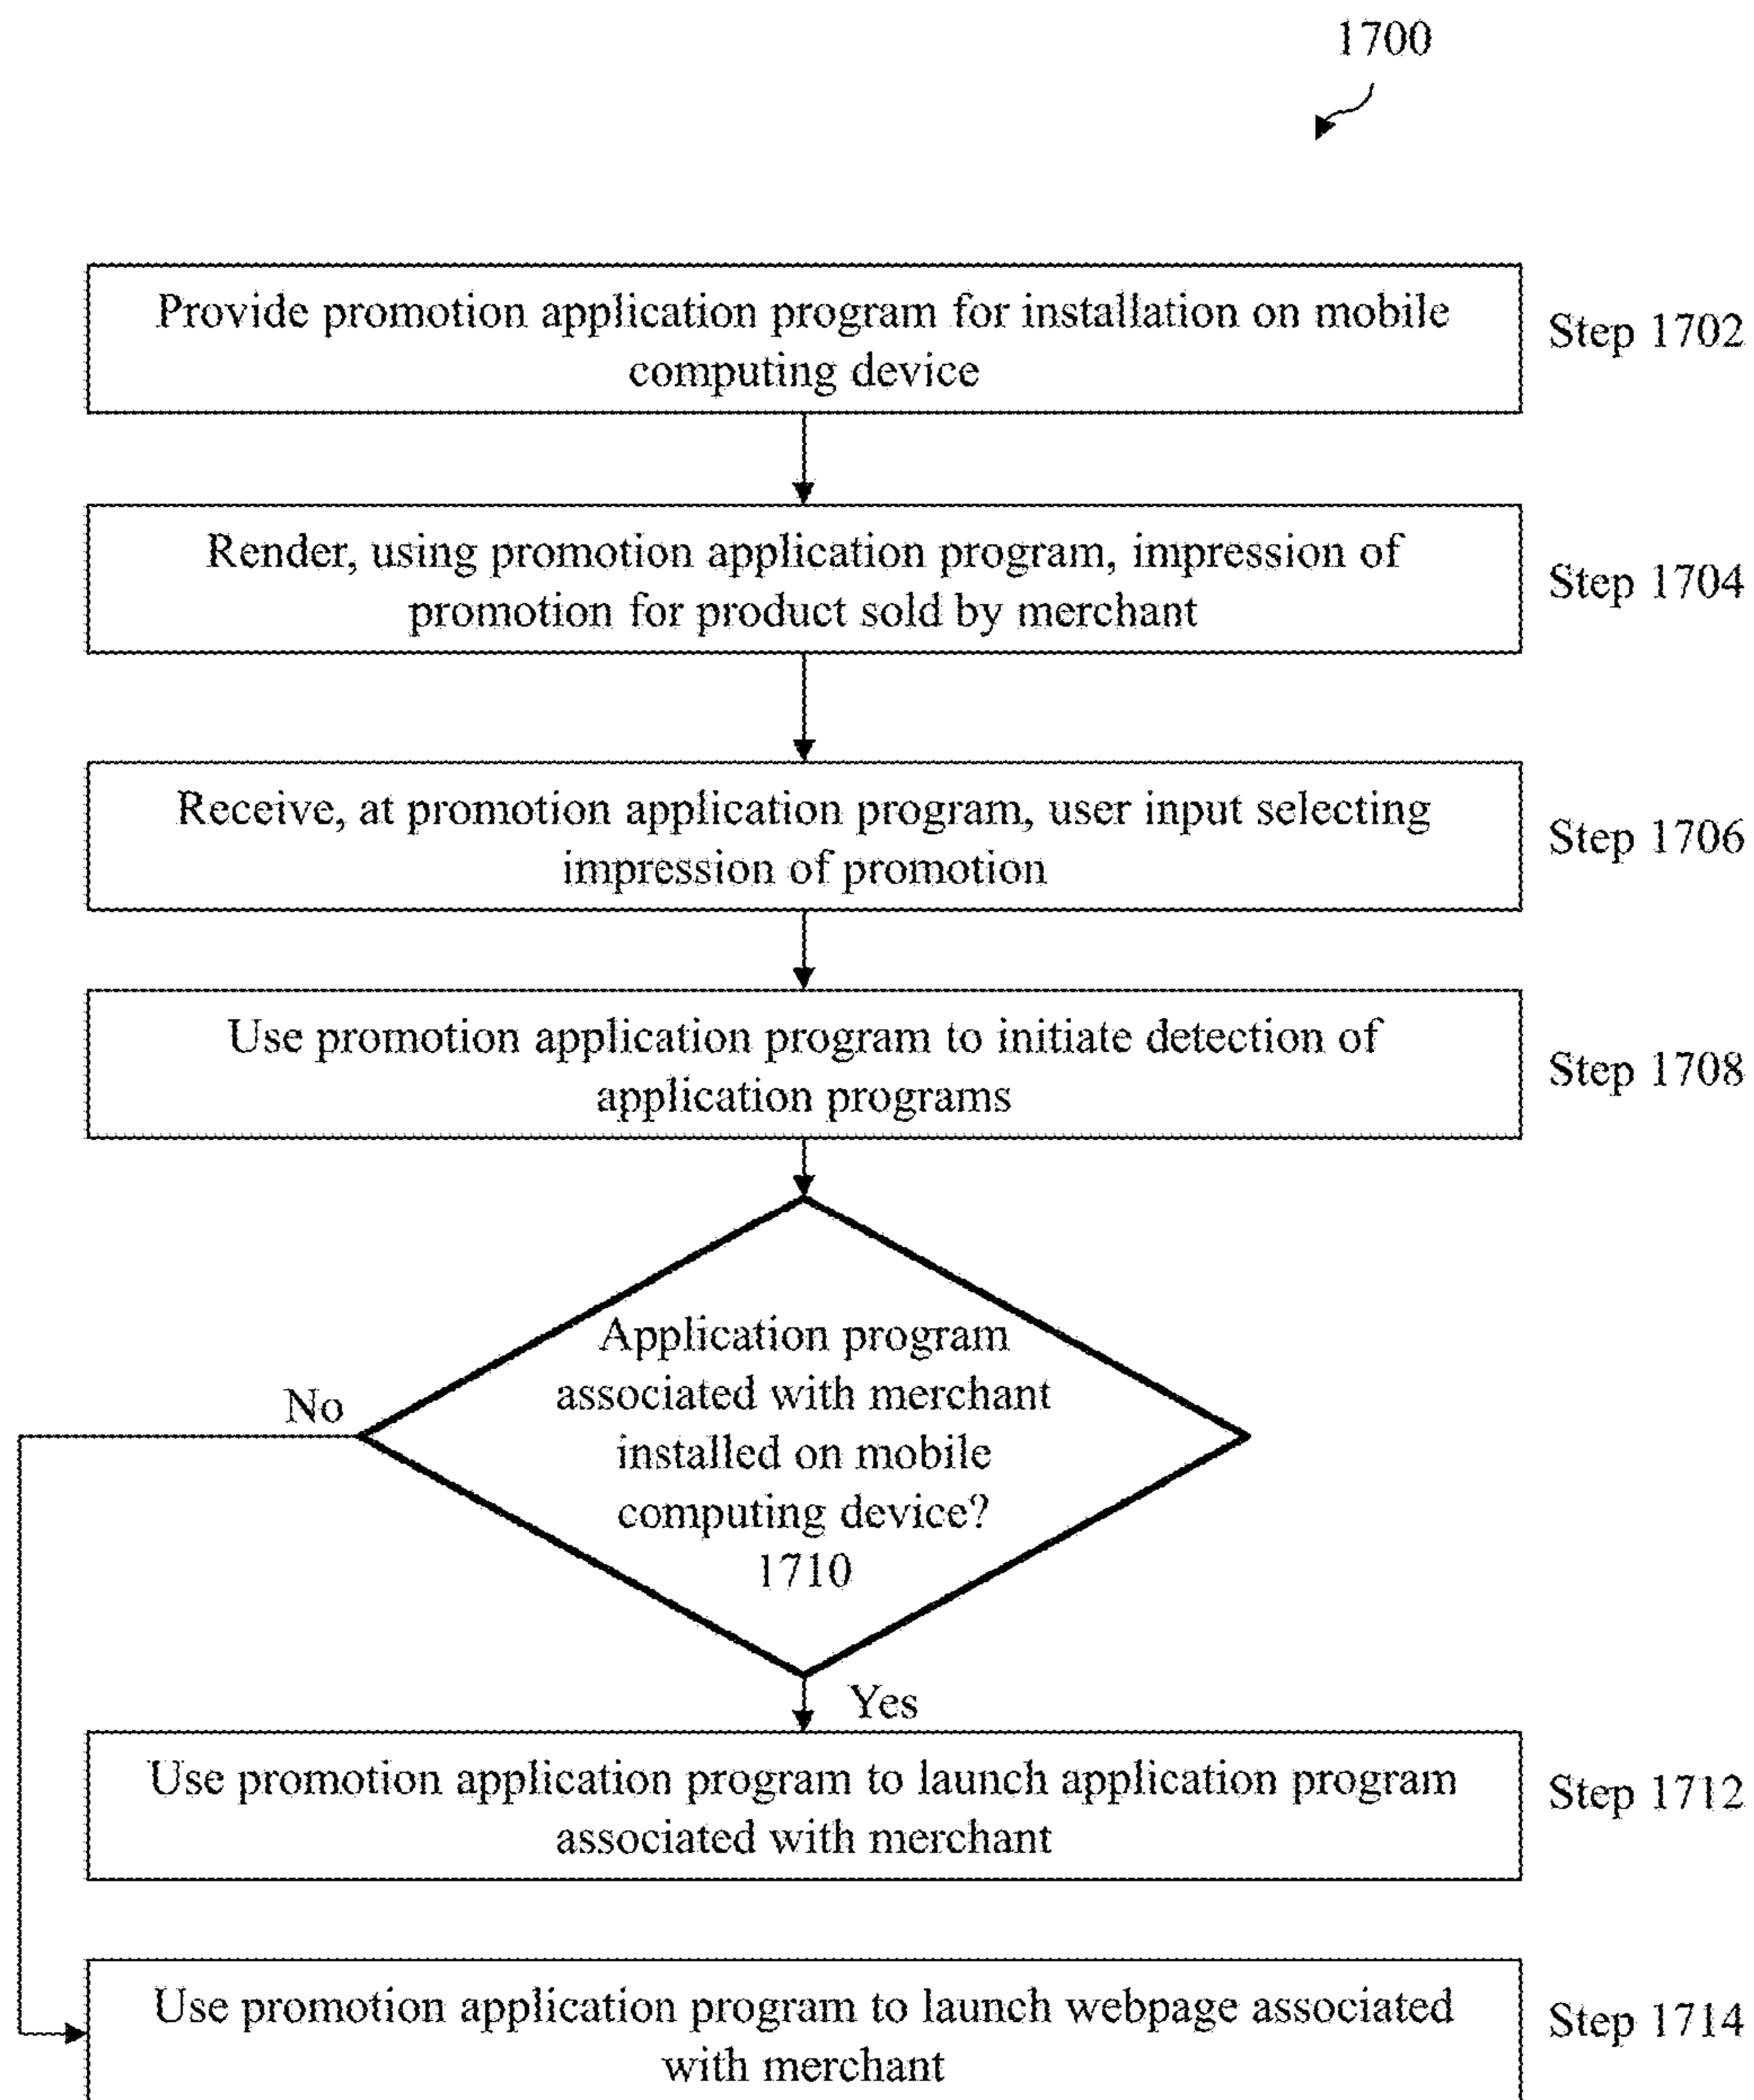 1700
Provide promotion application program for installation on mobile
computing device
Step 1702
Render, using promotion application program, impression of
promotion for product sold by merchant
Step 1704
Receive, at promotion application program, user input selecting
impression of promotion
Step 1706
Use promotion application program to initiate detection of
application programs
Step 1708
Application program
associated with merchant
installed on mobile
computing device?
1710
No
Yes
Use promotion application program to launch application program
associated with merchant
Step 1712
Use promotion application program to launch webpage associated
with merchant
Step 1714